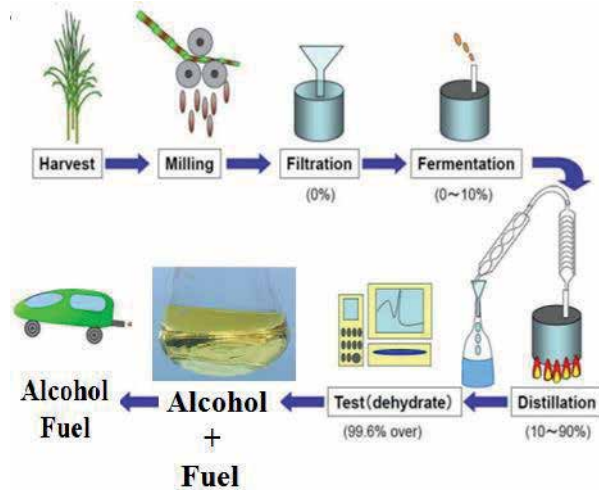 Harvest
Milling
Filtration
Fermentation
(0%)
(0～10%)
Alcohol
Fuel
Alcohol
+
Fuel
Test(dehydrate)
(99.6% over)
Distillation
(10～90%)